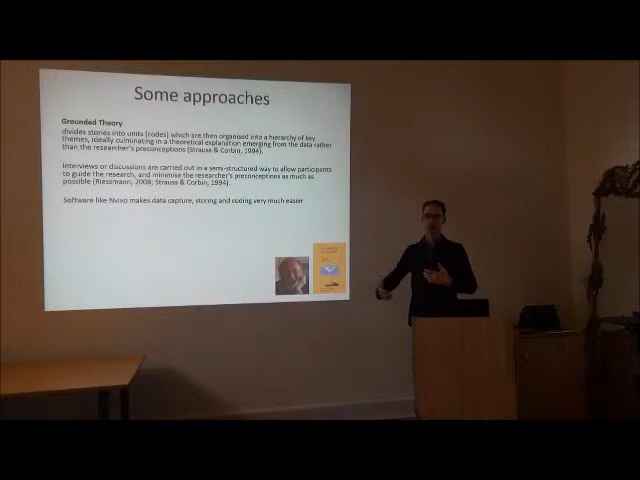 Some approaches
Grounded Theory
divides stories into units (codes) which are then organised into a hierarchy of key
themes, ideally culminating in a theoretical explanation emerging from the data rather
than the researcher's preconceptions (Strauss & Corbin, 1994).
Interviews or discussions are carried out in a semi-structured way to allow participants
to guide the research, and minimise the researcher's preconceptions as much as
possible (Riessmann, 2008; Strauss & Corbin, 1994).
Software like Nvivo makes data capture, storing and coding very much easier